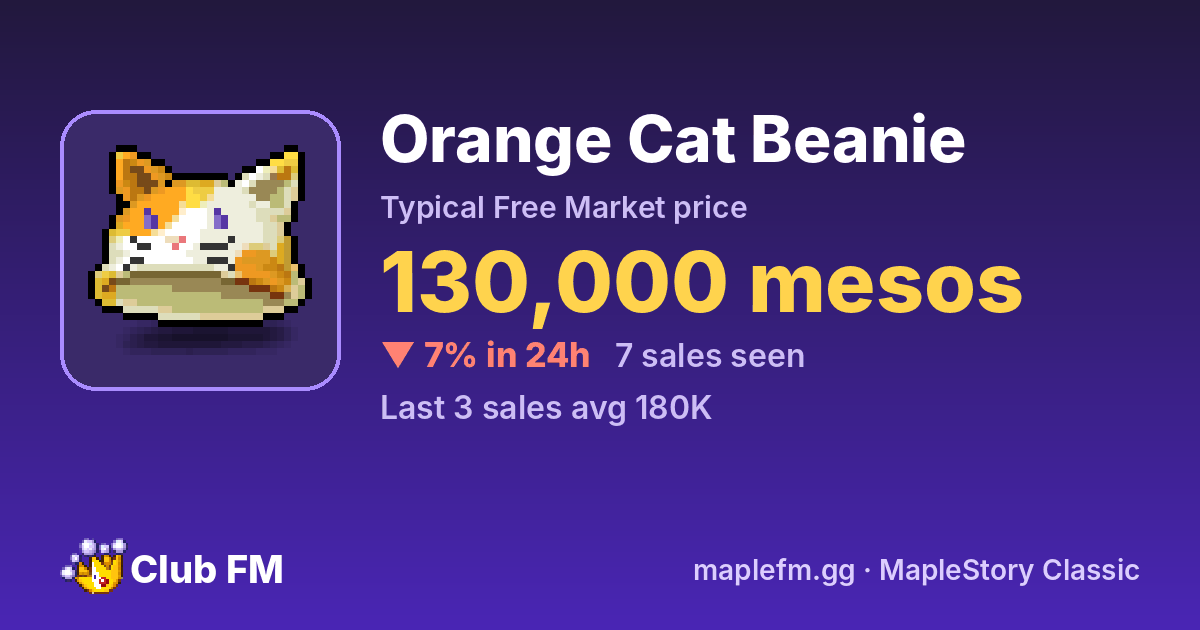 Orange Cat Beanie
Typical Free Market price
130,000 mesos
▼ 7% in 24h 7 sales seen
Last 3 sales avg 180K
Club FM
maplefm.gg · MapleStory Classic